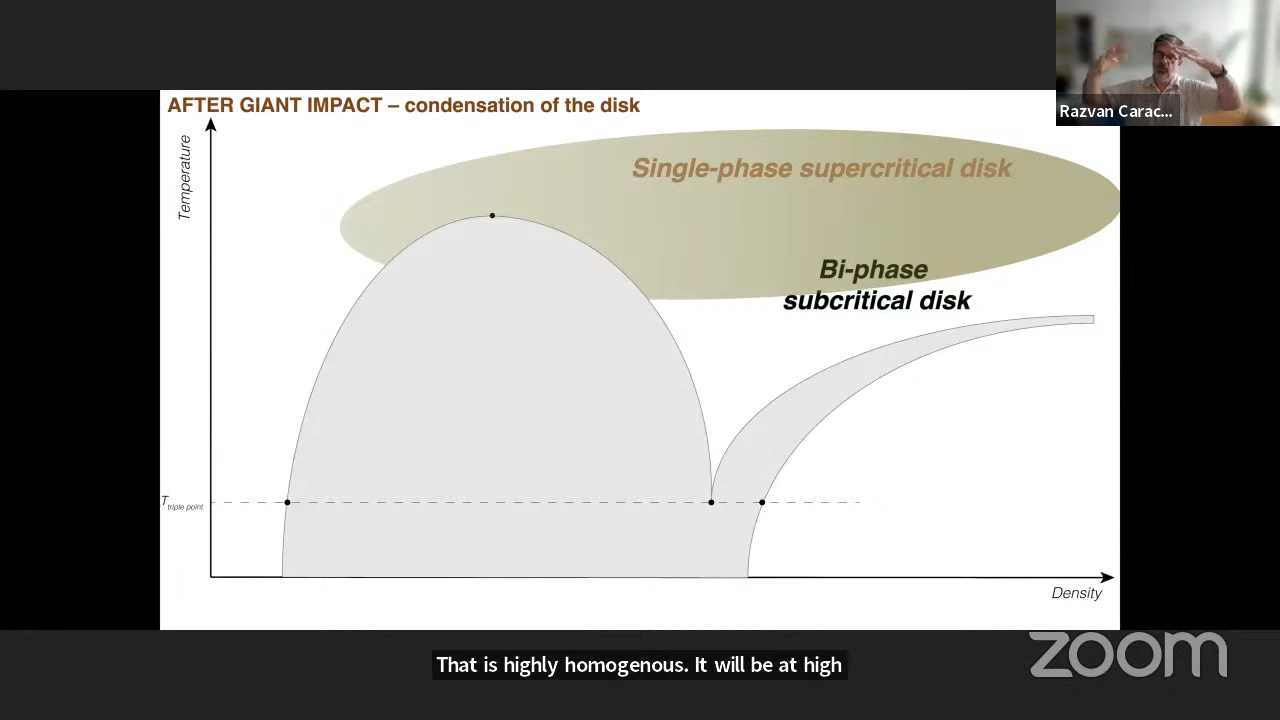 Razvan Carac...
AFTER GIANT IMPACT – condensation of the disk
Temperature
Single-phase supercritical disk
Bi-phase
subcritical disk
T triple point
Density
That is highly homogenous. It will be at high
zoom